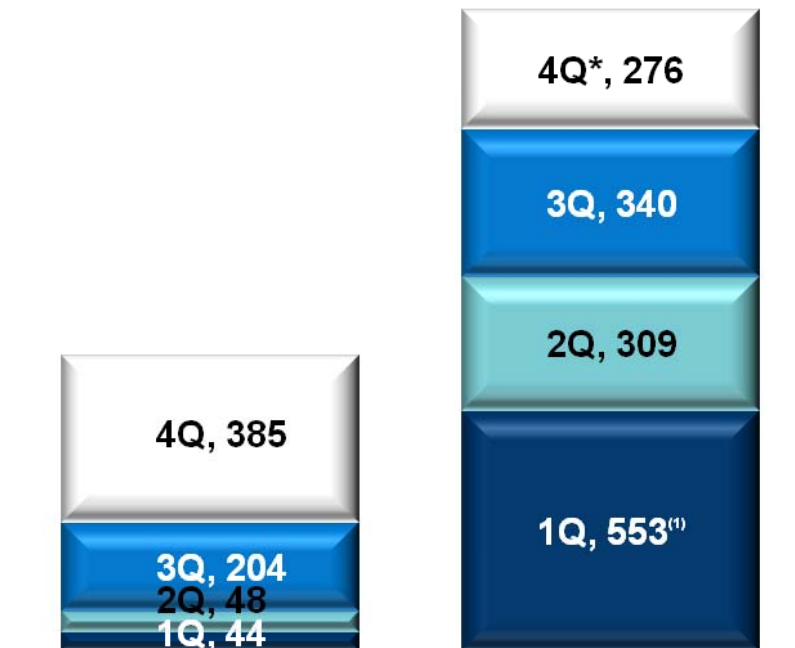 4Q, 385
3Q, 204
2Q, 48
1Q, 44
4Q*, 276
3Q, 340
2Q, 309
1Q, 553(1)